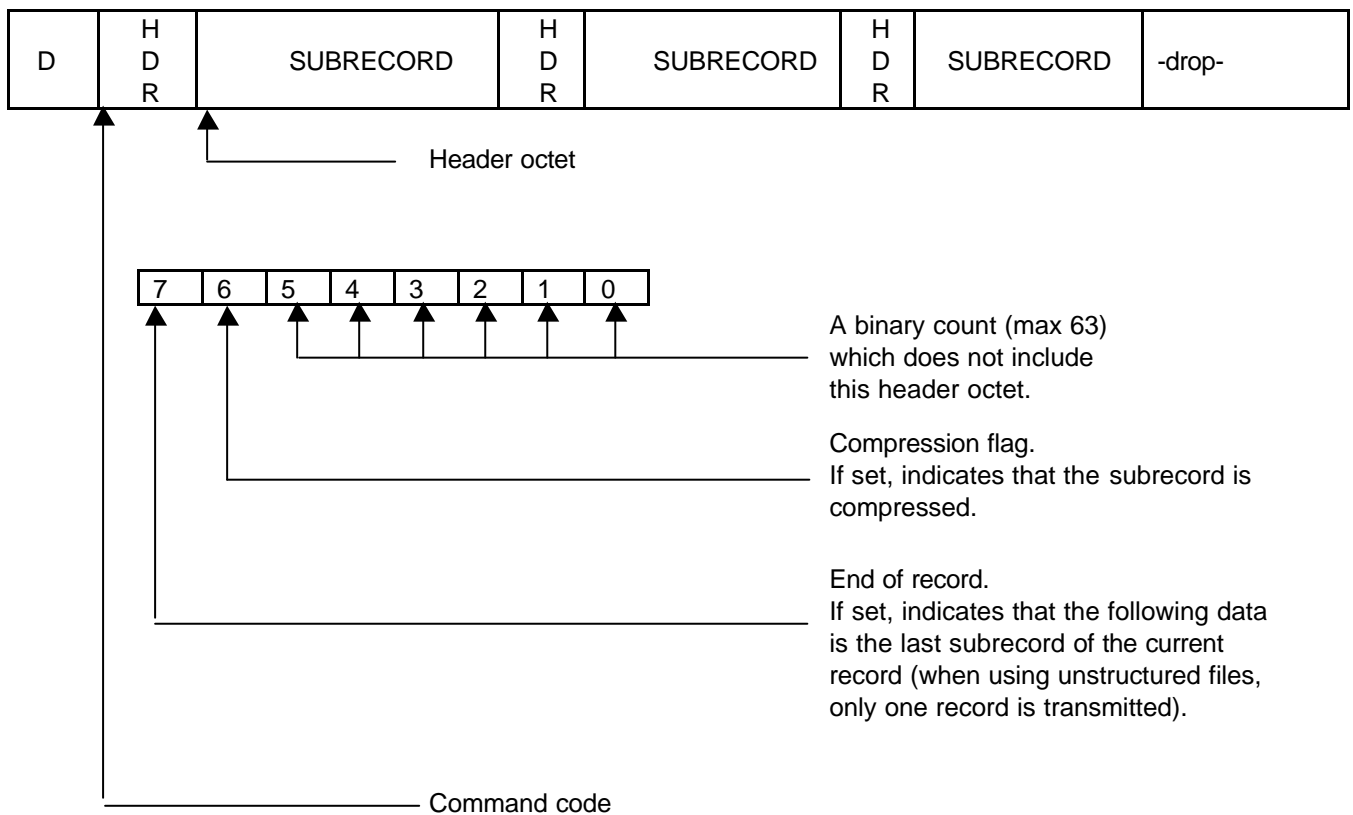 D H D R SUBRECORD H D R SUBRECORD H D R SUBRECORD -drop-
Header octet
7 6 5 4 3 2 1 0
A binary count (max 63)
which does not include
this header octet.
Compression flag.
If set, indicates that the subrecord is
compressed.
End of record.
If set, indicates that the following data
is the last subrecord of the current
record (when using unstructured files,
only one record is transmitted).
Command code